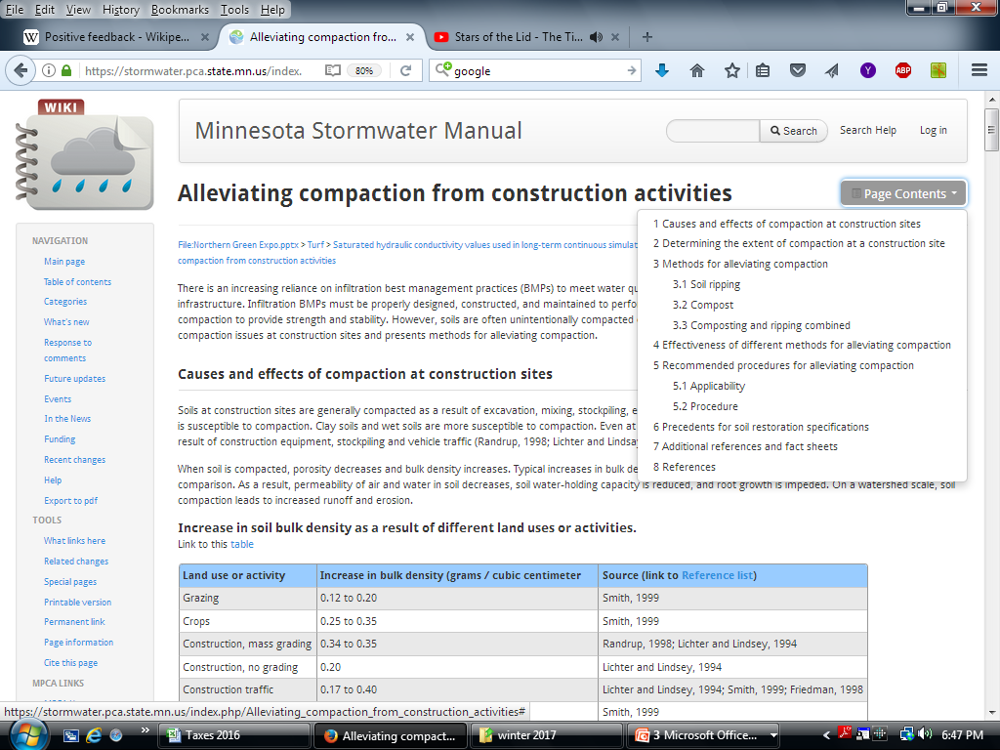 File Edit View History Bookmarks Tools Help
Positive feedback - Wikipe...
Alleviating compaction fro...
Stars of the Lid - The Ti...
https://stormwater.pca.state.mn.us/index.
80%
google
Y
ABP
WIKI
Minnesota Stormwater Manual
Search
Search Help
Log in
Alleviating compaction from construction activities
Page Contents
1 Causes and effects of compaction at construction sites
2 Determining the extent of compaction at a construction site
3 Methods for alleviating compaction
3.1 Soil ripping
3.2 Compost
3.3 Composting and ripping combined
4 Effectiveness of different methods for alleviating compaction
5 Recommended procedures for alleviating compaction
5.1 Applicability
5.2 Procedure
6 Precedents for soil restoration specifications
7 Additional references and fact sheets
8 References
NAVIGATION
Main page
Table of contents
Categories
What's new
Response to
comments
Future updates
Events
In the News
Funding
Recent changes
Help
Export to pdf
TOOLS
What links here
Related changes
Special pages
Printable version
Permanent link
Page information
Cite this page
MPCA LINKS
File:Northern Green Expo.pptx > Turf > Saturated hydraulic conductivity values used in long-term continuous simulat
compaction from construction activities
There is an increasing reliance on infiltration best management practices (BMPs) to meet water qu
infrastructure. Infiltration BMPs must be properly designed, constructed, and maintained to perfo
compaction to provide strength and stability. However, soils are often unintentionally compacted
compaction issues at construction sites and presents methods for alleviating compaction.
Causes and effects of compaction at construction sites
Soils at construction sites are generally compacted as a result of excavation, mixing, stockpiling, e
is susceptible to compaction. Clay soils and wet soils are more susceptible to compaction. Even at
result of construction equipment, stockpiling and vehicle traffic (Randrup, 1998; Lichter and Lindsay
When soil is compacted, porosity decreases and bulk density increases. Typical increases in bulk de
comparison. As a result, permeability of air and water in soil decreases, soil water-holding capacity is reduced, and root growth is impeded. On a watershed scale, soil
compaction leads to increased runoff and erosion.
Increase in soil bulk density as a result of different land uses or activities.
Link to this table
Land use or activity Increase in bulk density (grams / cubic centimeter Source (link to Reference list)
Grazing 0.12 to 0.20 Smith, 1999
Crops 0.25 to 0.35 Smith, 1999
Construction, mass grading 0.34 to 0.35 Randrup, 1998; Lichter and Lindsey, 1994
Construction, no grading 0.20 Lichter and Lindsey, 1994
Construction traffic 0.17 to 0.40 Lichter and Lindsey, 1994; Smith, 1999; Friedman, 1998
Smith, 1999
https://stormwater.pca.state.mn.us/index.php/Alleviating_compaction_from_construction_activities#
Taxes 2016
Alleviating compact...
winter 2017
3 Microsoft Office...
6:47 PM